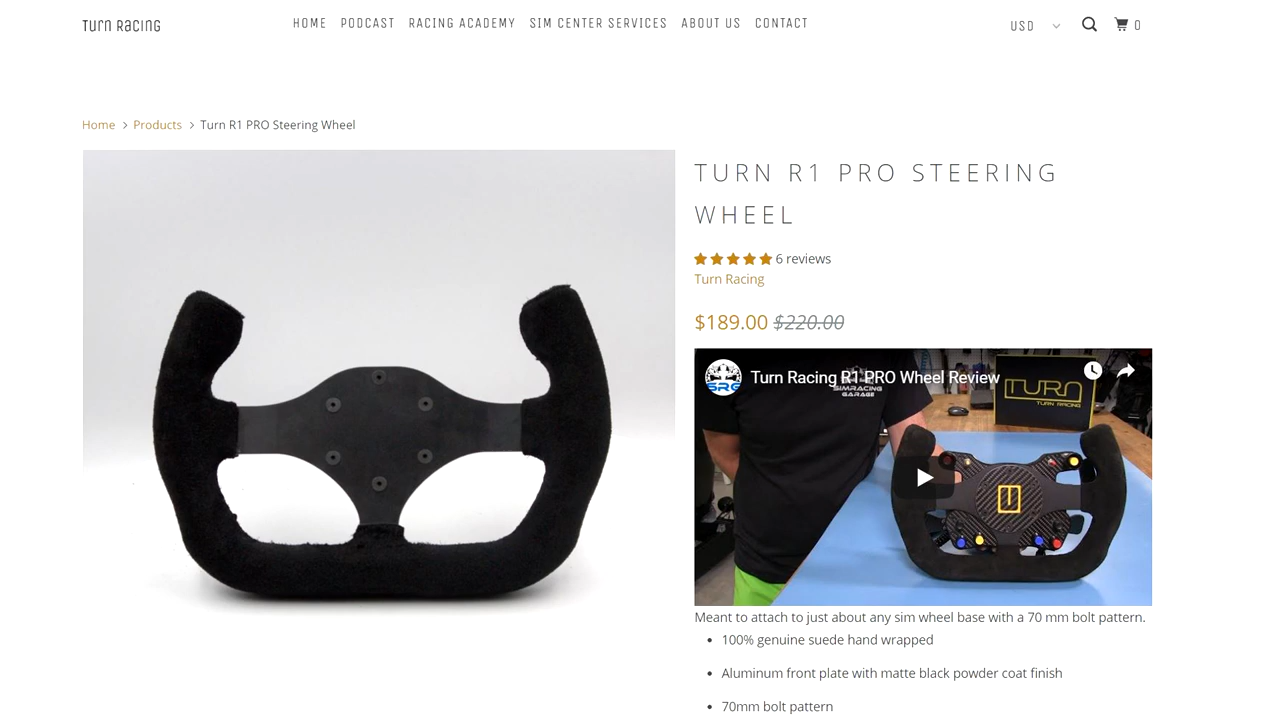 Turn Racing
HOME PODCAST RACING ACADEMY SIM CENTER SERVICES ABOUT US CONTACT
USD
0
Home > Products > Turn R1 PRO Steering Wheel
TURN R1 PRO STEERING
WHEEL
6 reviews
Turn Racing
$189.00 $220.00
SRG
Turn Racing R1 PRO Wheel Review
SIMRACING
GARAGE
TURN
TURN RACING
Meant to attach to just about any sim wheel base with a 70 mm bolt pattern.
• 100% genuine suede hand wrapped
• Aluminum front plate with matte black powder coat finish
• 70mm bolt pattern